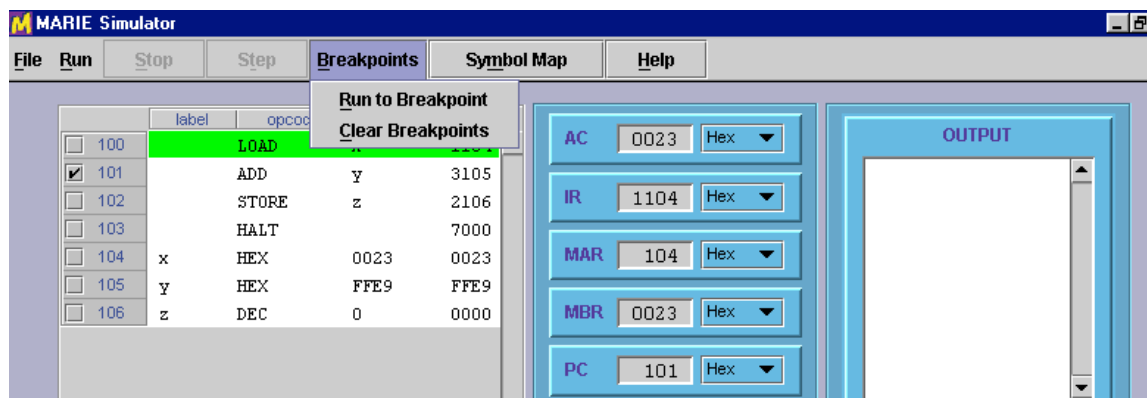 MARIE Simulator
File Run Stop Step Breakpoints Symbol Map Help
Run to Breakpoint
Clear Breakpoints
label
100 LOAD
101 ADD y 3105
102 STORE z 2106
103 HALT 7000
104 x HEX 0023 0023
105 y HEX FFE9 FFE9
106 z DEC 0 0000
AC 0023 Hex
IR 1104 Hex
MAR 104 Hex
MBR 0023 Hex
PC 101 Hex
OUTPUT